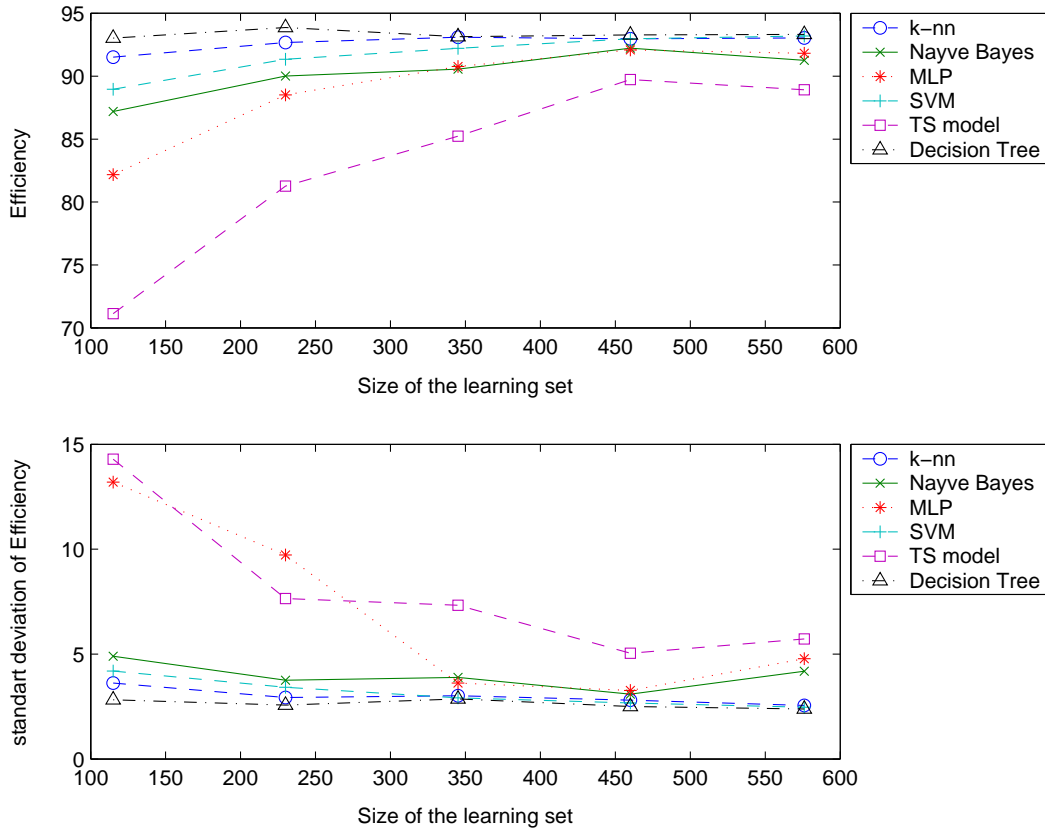 95
90
85
80
75
70
Efficiency
100 150 200 250 300 350 400 450 500 550 600
Size of the learning set
k−nn
Nayve Bayes
MLP
SVM
TS model
Decision Tree
15
10
5
0
standart deviation of Efficiency
100 150 200 250 300 350 400 450 500 550 600
Size of the learning set
k−nn
Nayve Bayes
MLP
SVM
TS model
Decision Tree